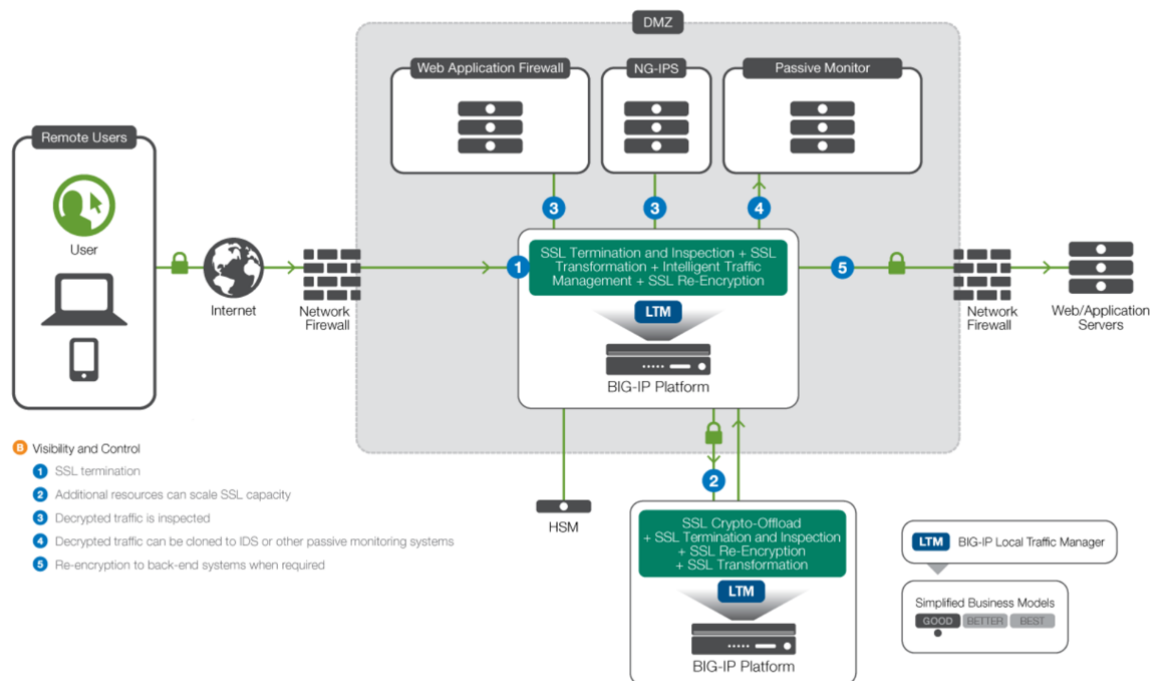 DMZ
Web Application Firewall
NG-IPS
Passive Monitor
Remote Users
3
3
4
User
SSL Termination and Inspection + SSL
Transformation + Intelligent Traffic
Management + SSL Re-Encryption
1
5
Internet
Network
Firewall
LTM
BIG-IP Platform
Network
Firewall
Web/Application
Servers
B Visibility and Control
1 SSL termination
2 Additional resources can scale SSL capacity
3 Decrypted traffic is inspected
4 Decrypted traffic can be cloned to IDS or other passive monitoring systems
5 Re-encryption to back-end systems when required
2
HSM
SSL Crypto-Offload
+ SSL Termination and Inspection
+ SSL Re-Encryption
+ SSL Transformation
LTM
BIG-IP Platform
LTM BIG-IP Local Traffic Manager
Simplified Business Models
GOOD BETTER BEST